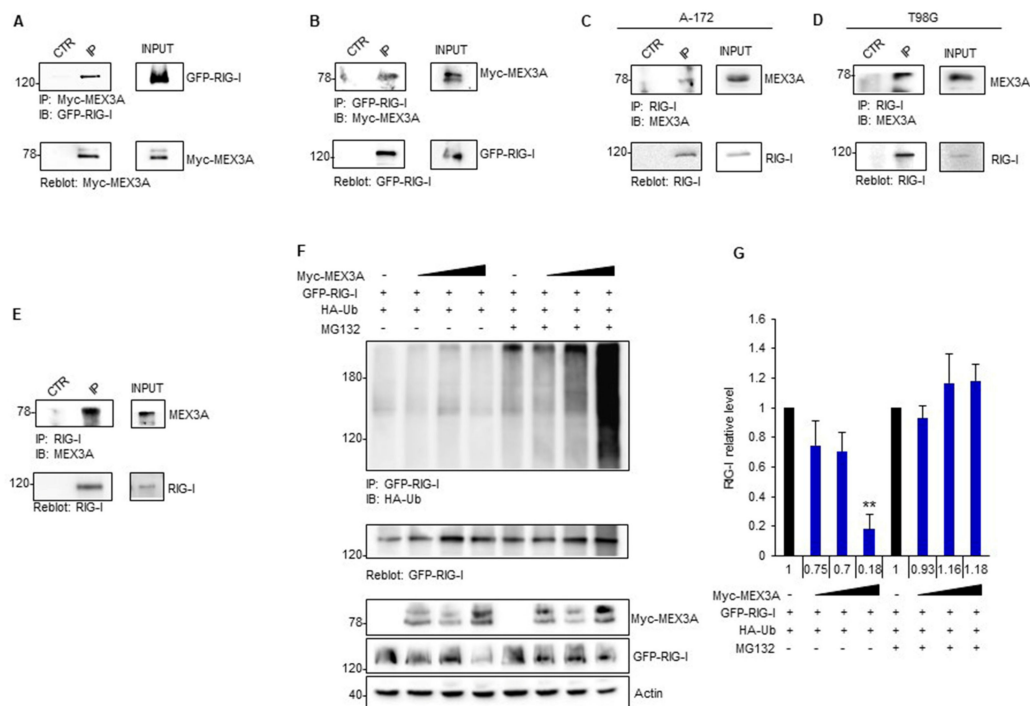 A
CTR
IP
INPUT
120
GFP-RIG-I
IP: Myc-MEX3A
IB: GFP-RIG-I
78
Myc-MEX3A
Reblot: Myc-MEX3A
B
CTR
IP
INPUT
78
Myc-MEX3A
IP: GFP-RIG-I
IB: Myc-MEX3A
120
GFP-RIG-I
Reblot: GFP-RIG-I
C
A-172
CTR
IP
INPUT
78
MEX3A
IP: RIG-I
IB: MEX3A
120
RIG-I
Reblot: RIG-I
D
T98G
CTR
IP
INPUT
78
MEX3A
IP: RIG-I
IB: MEX3A
120
RIG-I
Reblot: RIG-I
E
CTR
IP
INPUT
78
MEX3A
IP: RIG-I
IB: MEX3A
120
RIG-I
Reblot: RIG-I
F
Myc-MEX3A - -
GFP-RIG-I + + + + + + + +
HA-Ub + + + + + + + +
MG132 - - - - + + + +
180
120
IP: GFP-RIG-I
IB: HA-Ub
120
Reblot: GFP-RIG-I
78
Myc-MEX3A
120
GFP-RIG-I
40
Actin
G
RIG-I relative level
1.6
1.4
1.2
1
0.8
0.6
0.4
0.2
0
**
1 0.75 0.7 0.18 1 0.93 1.16 1.18
Myc-MEX3A - -
GFP-RIG-I + + + + + + + +
HA-Ub + + + + + + + +
MG132 - - - - + + + +